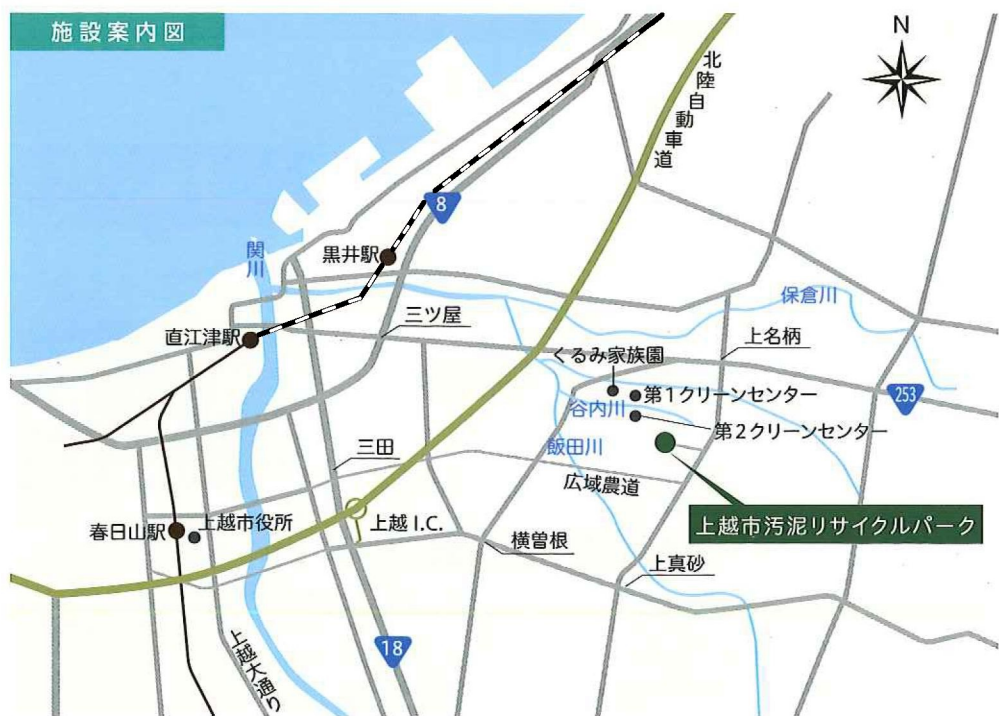 施設案内図
N
北陸自動車道
8
関川
黒井駅
保倉川
三ツ屋
直江津駅
上名柄
くるみ家族園
第1クリーンセンター
253
谷内川
第2クリーンセンター
飯田川
三田
広域農道
上越市汚泥リサイクルパーク
春日山駅
上越市役所
上越 I.C.
横曽根
上真砂
18
上越大通り